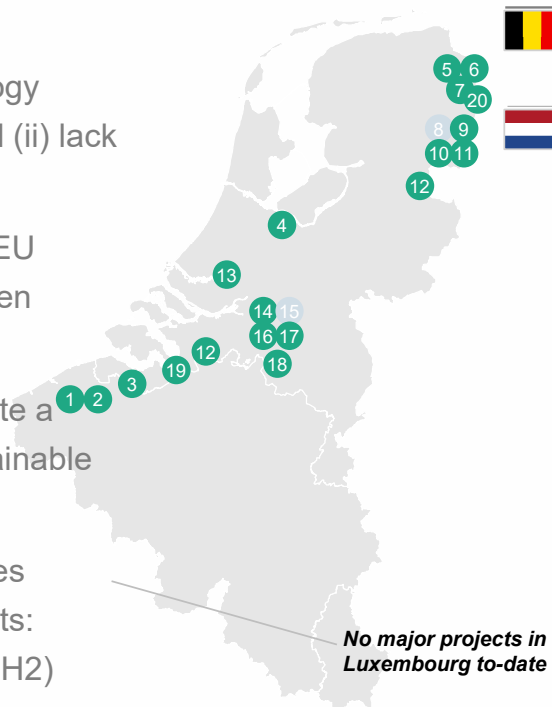 ogy
l (ii) lack
EU
en
te a
ainable
es
ts:
H2)
5 6
7
20
8 9
10 11
12
4
13
14 15
16 17
12
18
19
3
1 2
No major projects in
Luxembourg to-date